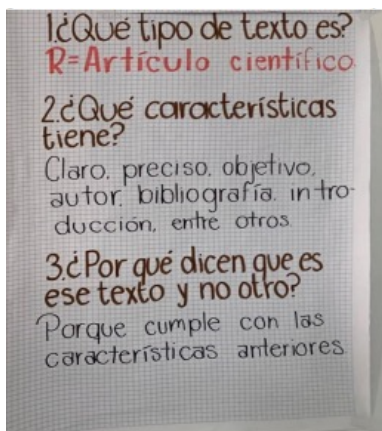 1.¿Qué tipo de texto es?
R=Artículo científico
2.¿Qué características
tiene?
Claro, preciso, objetivo,
autor, bibliografía, intro-
ducción, entre otros.
3.¿Por qué dicen que es
ese texto y no otro?
Porque cumple con las
características anteriores